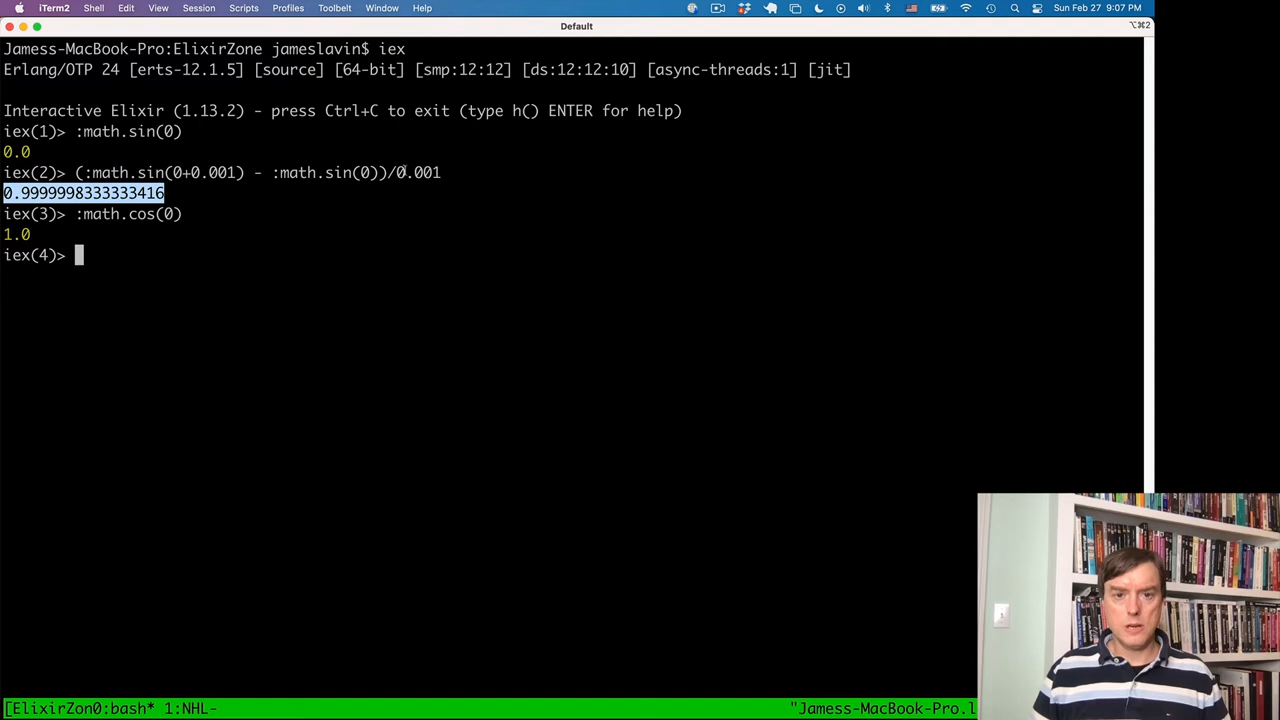 iTerm2 Shell Edit View Session Scripts Profiles Toolbelt Window Help Sun Feb 27 9:07 PM
Default ⌥⌘2
Jamess-MacBook-Pro:ElixirZone jameslavin$ iex
Erlang/OTP 24 [erts-12.1.5] [source] [64-bit] [smp:12:12] [ds:12:12:10] [async-threads:1] [jit]
Interactive Elixir (1.13.2) - press Ctrl+C to exit (type h() ENTER for help)
iex(1)> :math.sin(0)
0.0
iex(2)> (:math.sin(0+0.001) - :math.sin(0))/0.001
0.9999998333333416
iex(3)> :math.cos(0)
1.0
iex(4)>
[ElixirZon0:bash* 1:NHL- "Jamess-MacBook-Pro.l